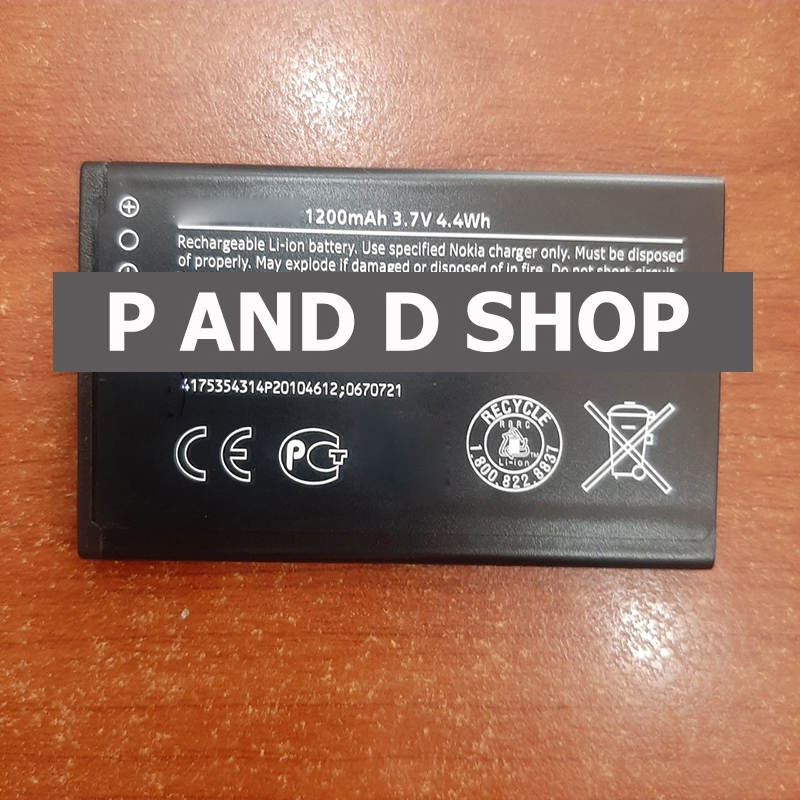 1200mAh 3.7V 4.4Wh
Rechargeable Li-ion battery. Use specified Nokia charger only. Must be disposed
of properly. May explode if damaged or disposed of in fire. Do not short-circuit.
P AND D SHOP
4175354314P20104612;0670721
CE
PCT
RECYCLE
RBRC
Li-ion
TM
1.800.822.8837